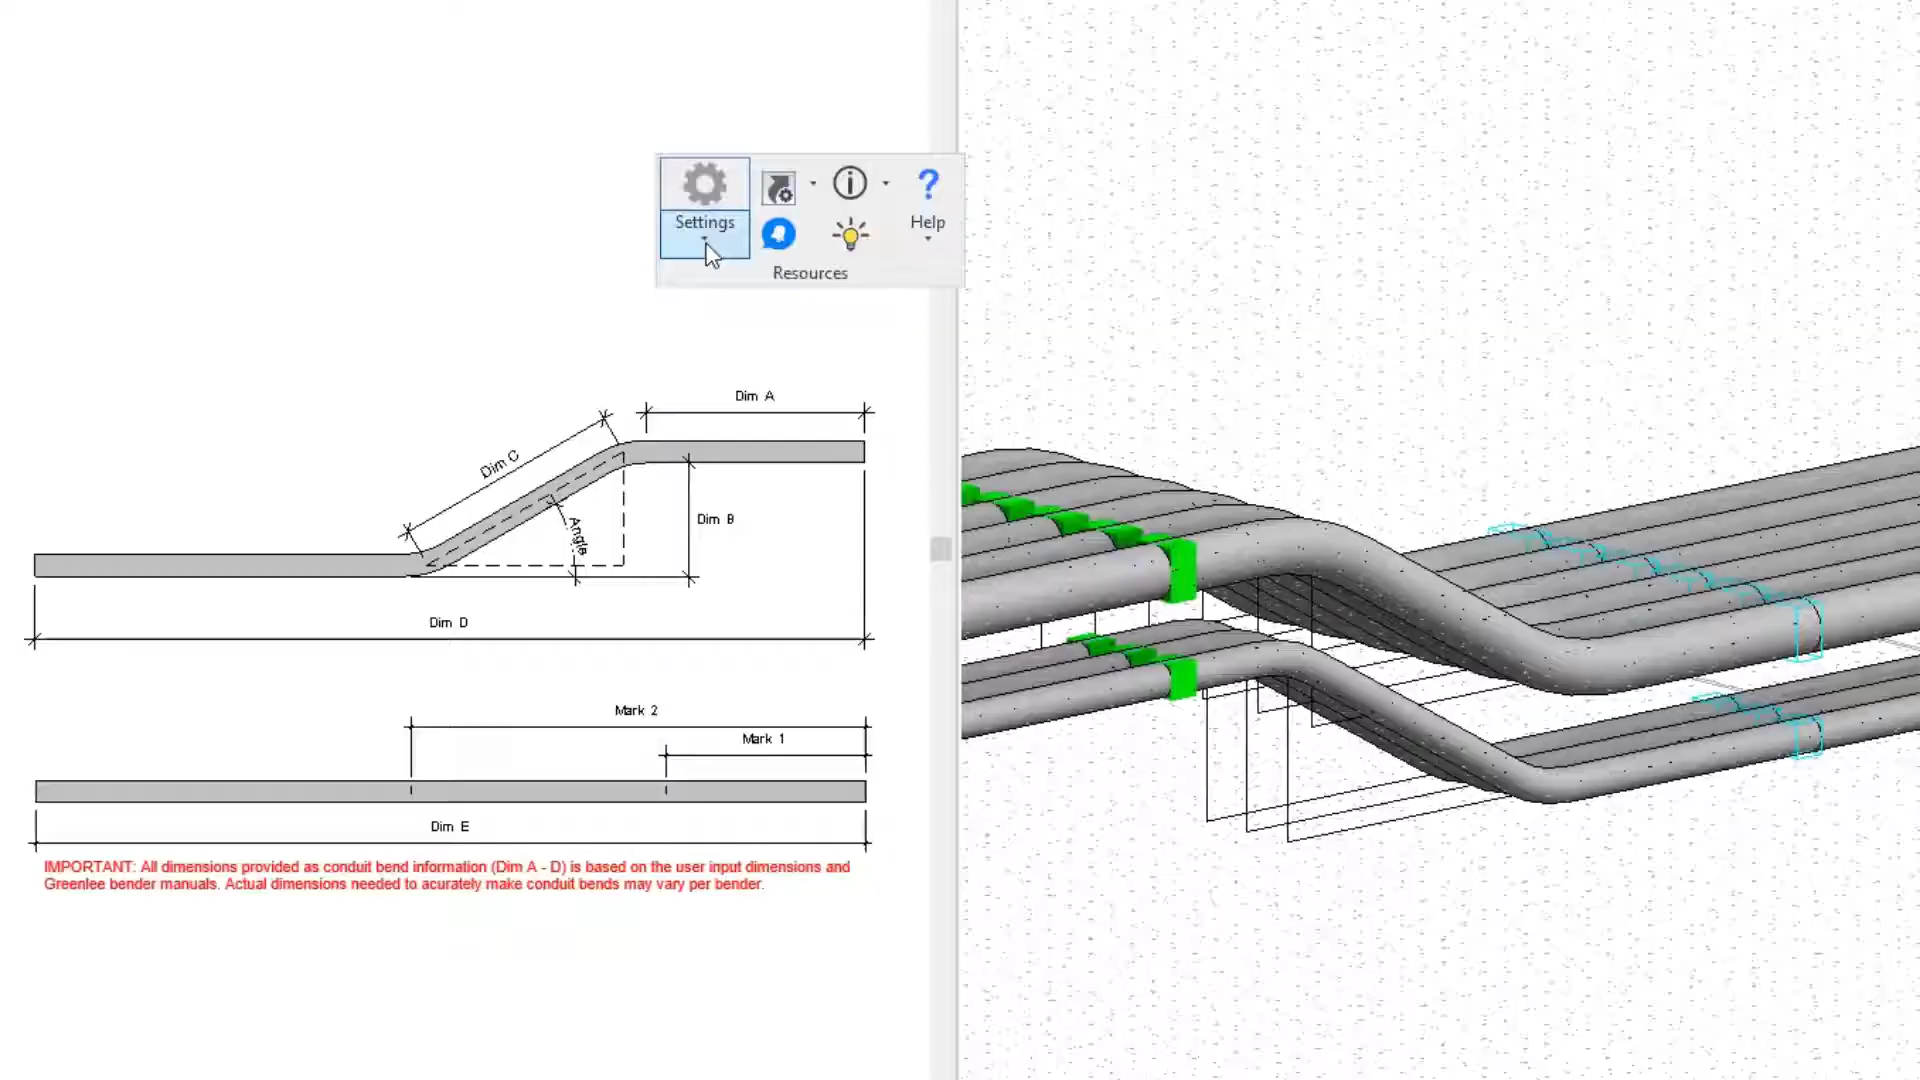 Settings
Help
Resources
Dim A
Dim C
Dim B
Angle
Dim D
Mark 2
Mark 1
Dim E
IMPORTANT: All dimensions provided as conduit bend information (Dim A - D) is based on the user input dimensions and
Greenlee bender manuals. Actual dimensions needed to acurately make conduit bends may vary per bender.